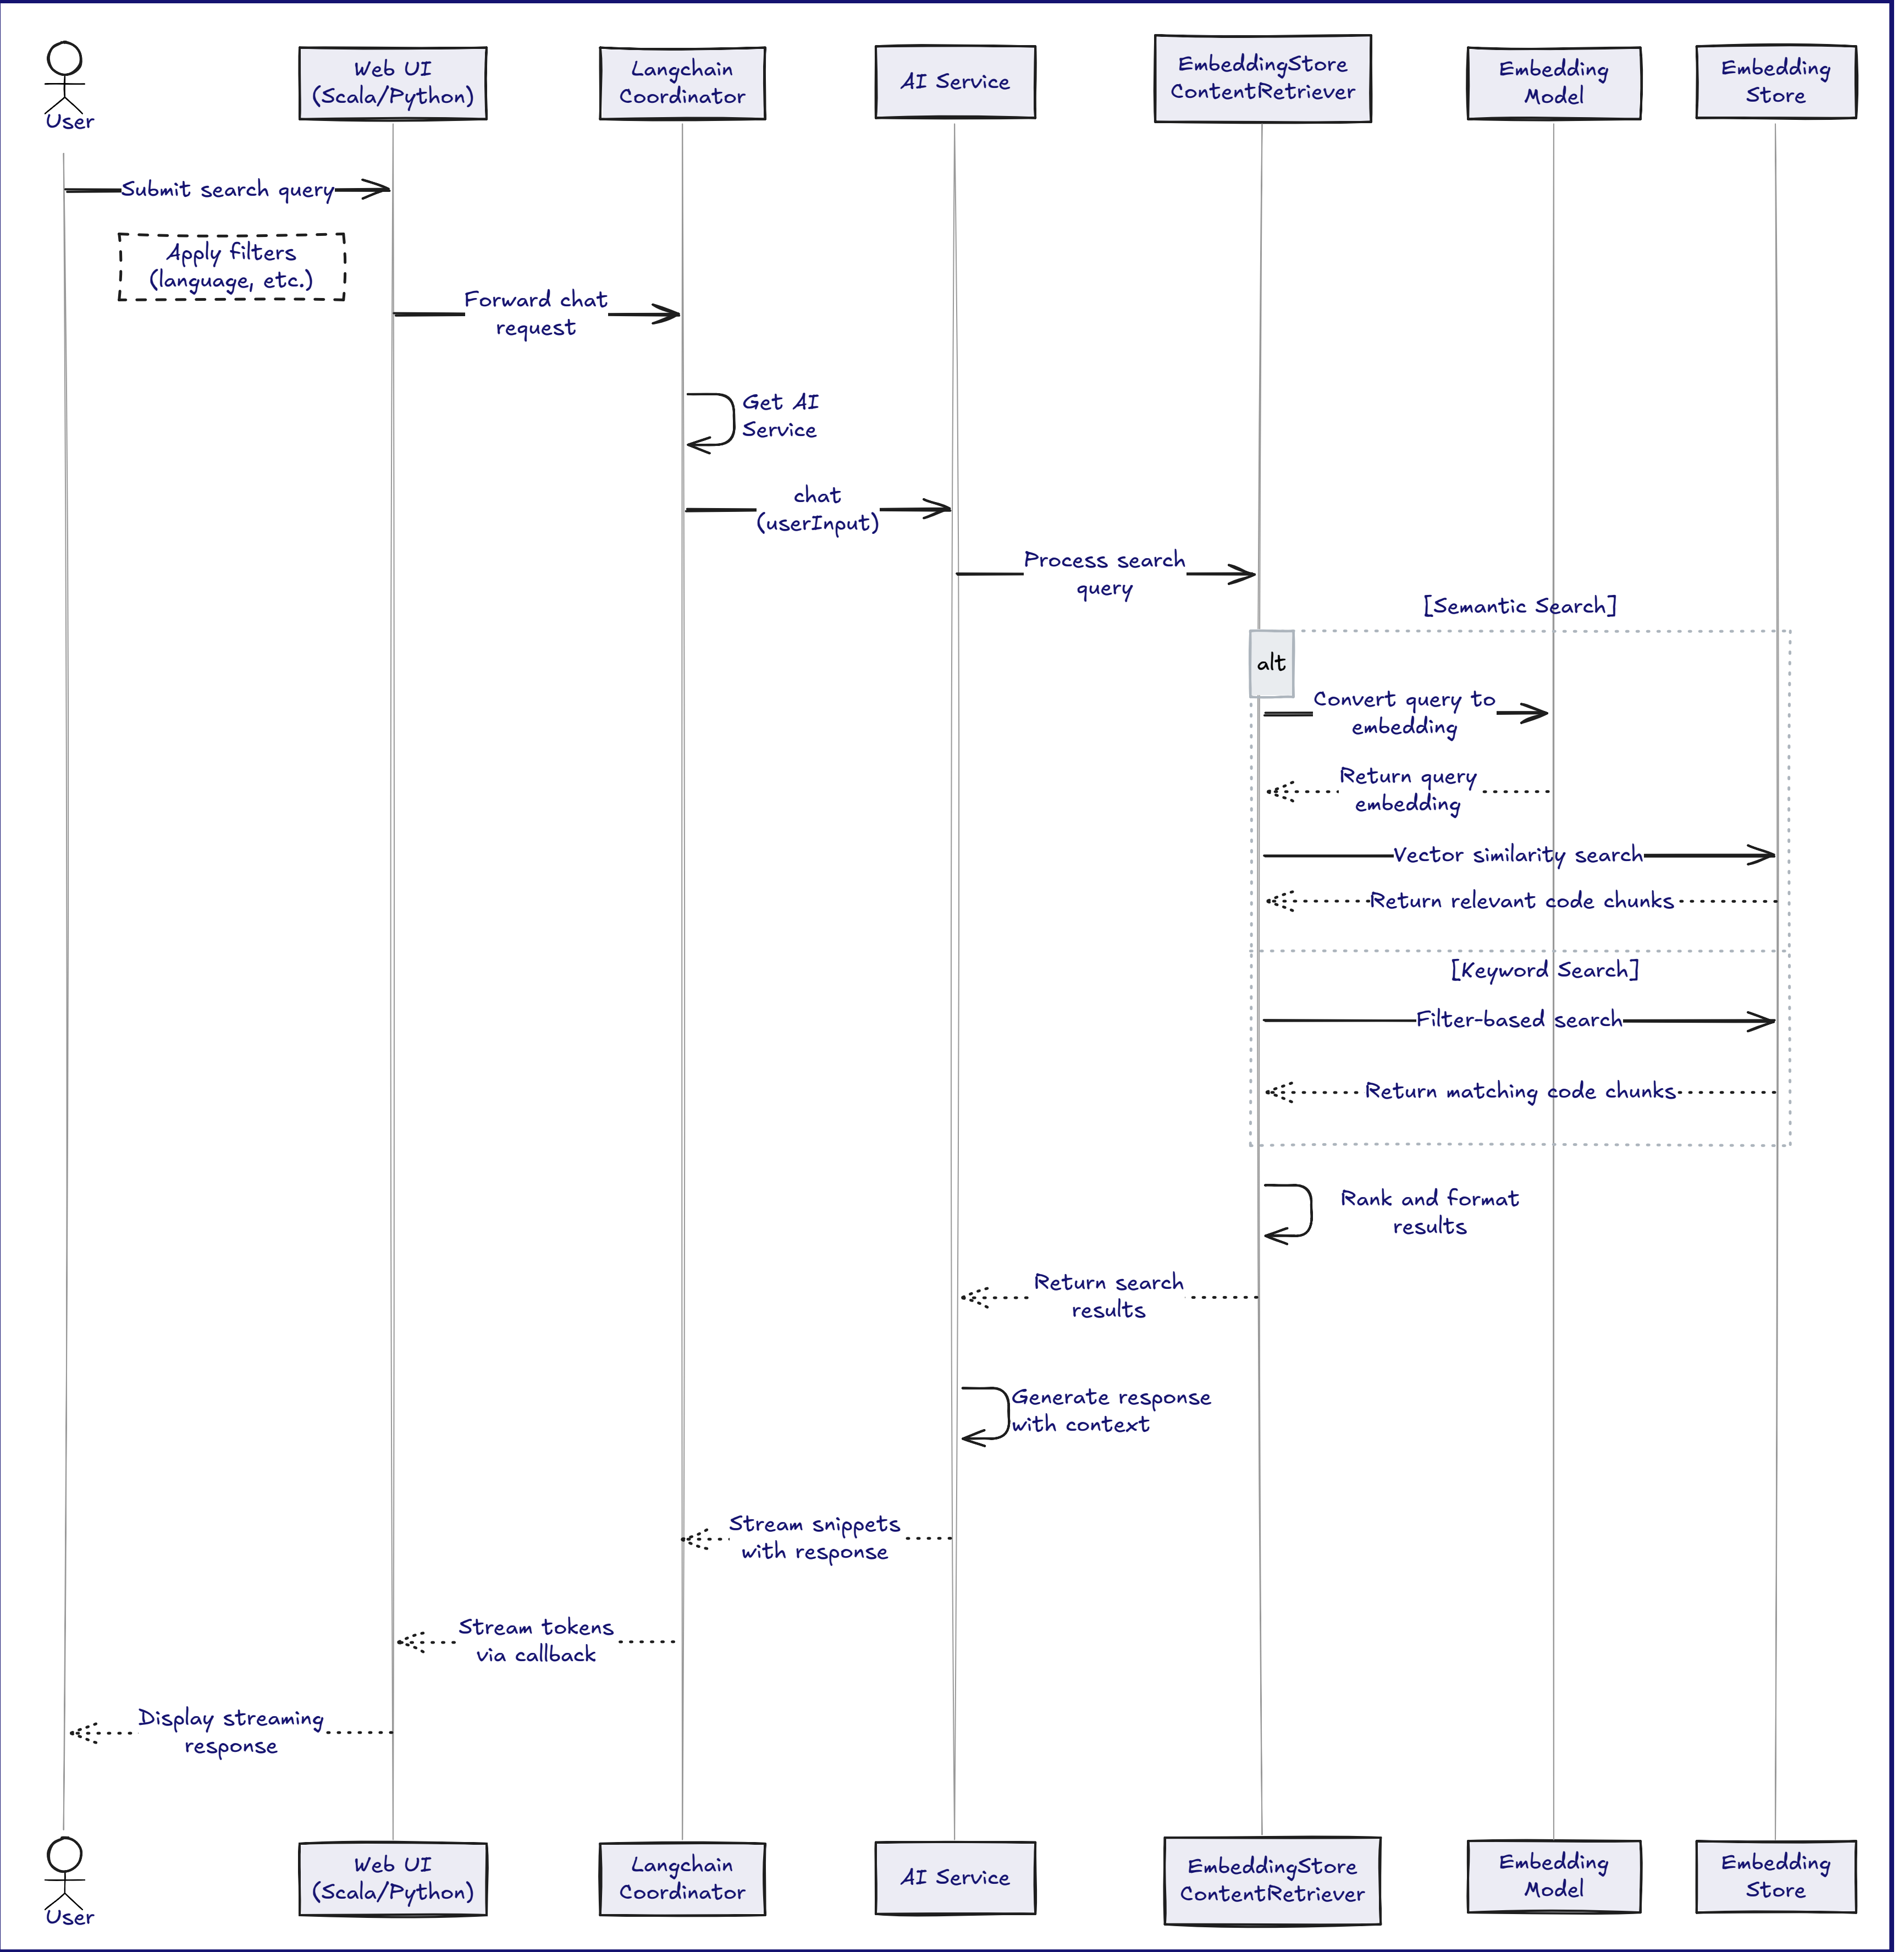 User
Web UI
(Scala/Python)
Langchain
Coordinator
AI Service
EmbeddingStore
ContentRetriever
Embedding
Model
Embedding
Store
Submit search query
Apply filters
(language, etc.)
Forward chat
request
Get AI
Service
chat
(userInput)
Process search
query
[Semantic Search]
alt
Convert query to
embedding
Return query
embedding
Vector similarity search
Return relevant code chunks
[Keyword Search]
Filter-based search
Return matching code chunks
Rank and format
results
Return search
results
Generate response
with context
Stream snippets
with response
Stream tokens
via callback
Display streaming
response
User
Web UI
(Scala/Python)
Langchain
Coordinator
AI Service
EmbeddingStore
ContentRetriever
Embedding
Model
Embedding
Store